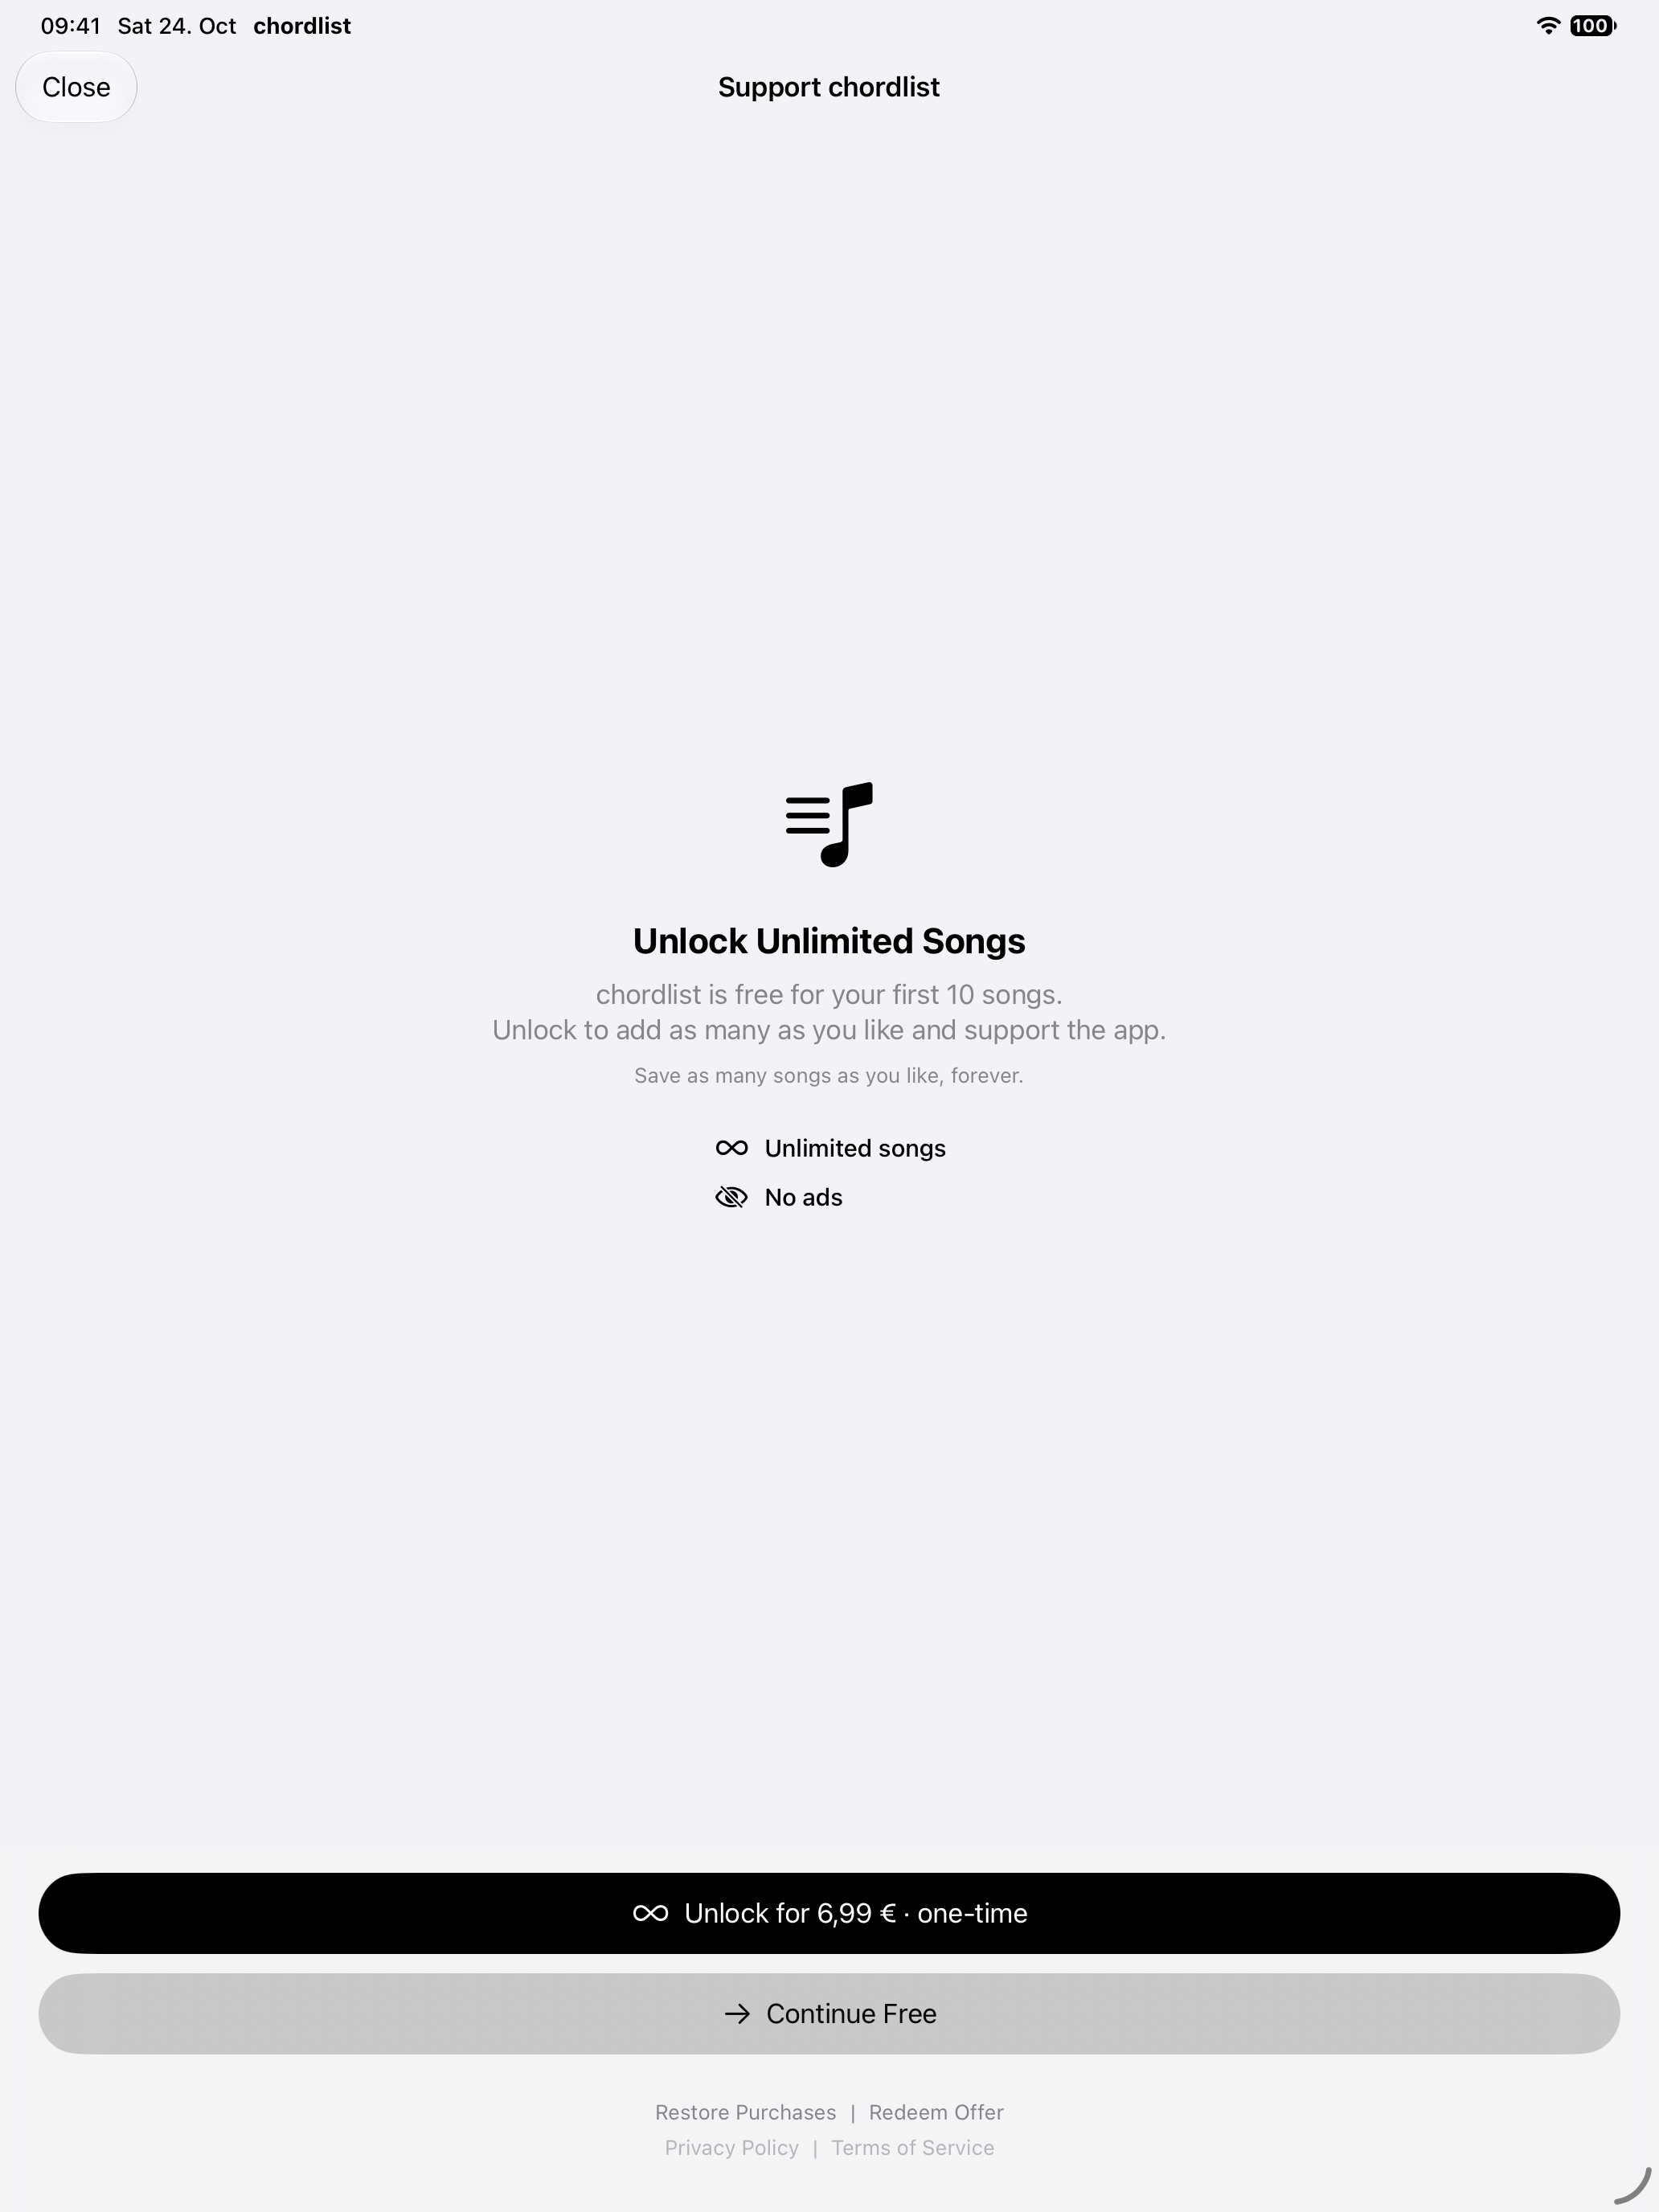 09:41 Sat 24. Oct chordlist 100
Close
Support chordlist
Unlock Unlimited Songs
chordlist is free for your first 10 songs.
Unlock to add as many as you like and support the app.
Save as many songs as you like, forever.
Unlimited songs
No ads
Unlock for 6,99 € · one-time
Continue Free
Restore Purchases | Redeem Offer
Privacy Policy | Terms of Service